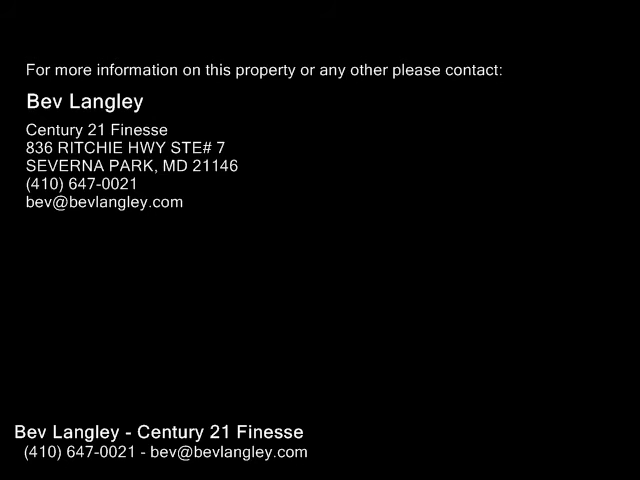 For more information on this property or any other please contact:
Bev Langley
Century 21 Finesse
836 RITCHIE HWY STE# 7
SEVERNA PARK, MD 21146
(410) 647-0021
bev@bevlangley.com
Bev Langley - Century 21 Finesse
(410) 647-0021 - bev@bevlangley.com